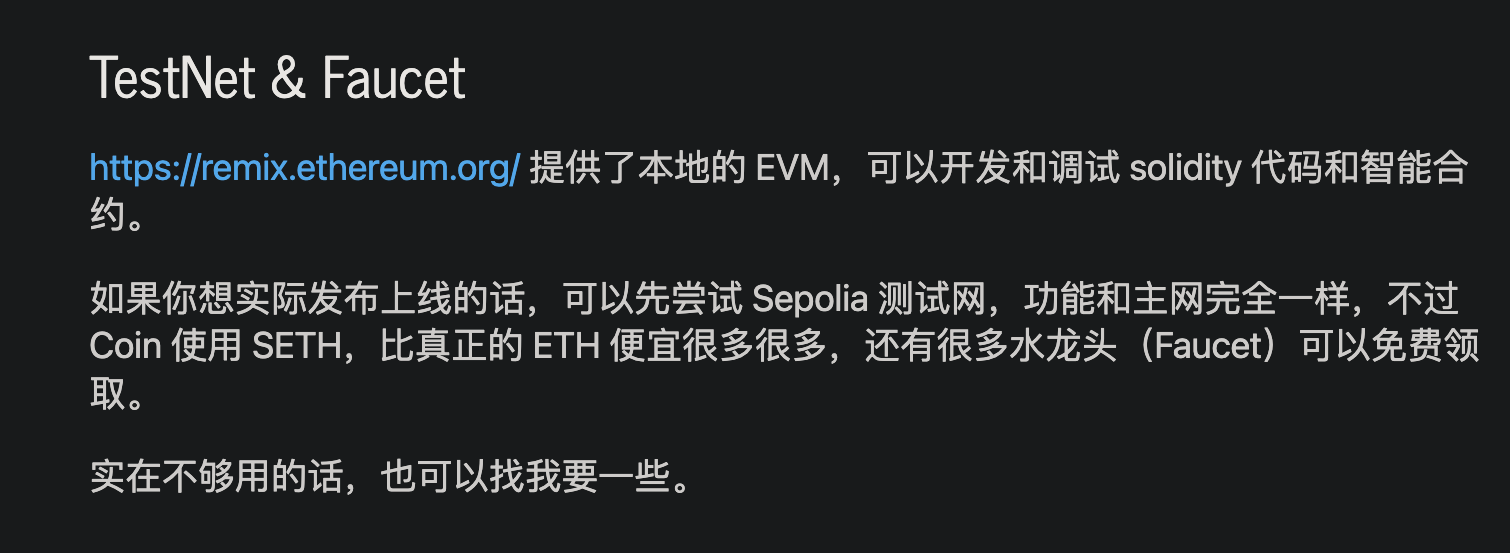 TestNet & Faucet
https://remix.ethereum.org/ 提供了本地的 EVM，可以开发和调试 solidity 代码和智能合
约。
如果你想实际发布上线的话，可以先尝试 Sepolia 测试网，功能和主网完全一样，不过
Coin 使用 SETH，比真正的 ETH 便宜很多很多，还有很多水龙头（Faucet）可以免费领
取。
实在不够用的话，也可以找我要一些。